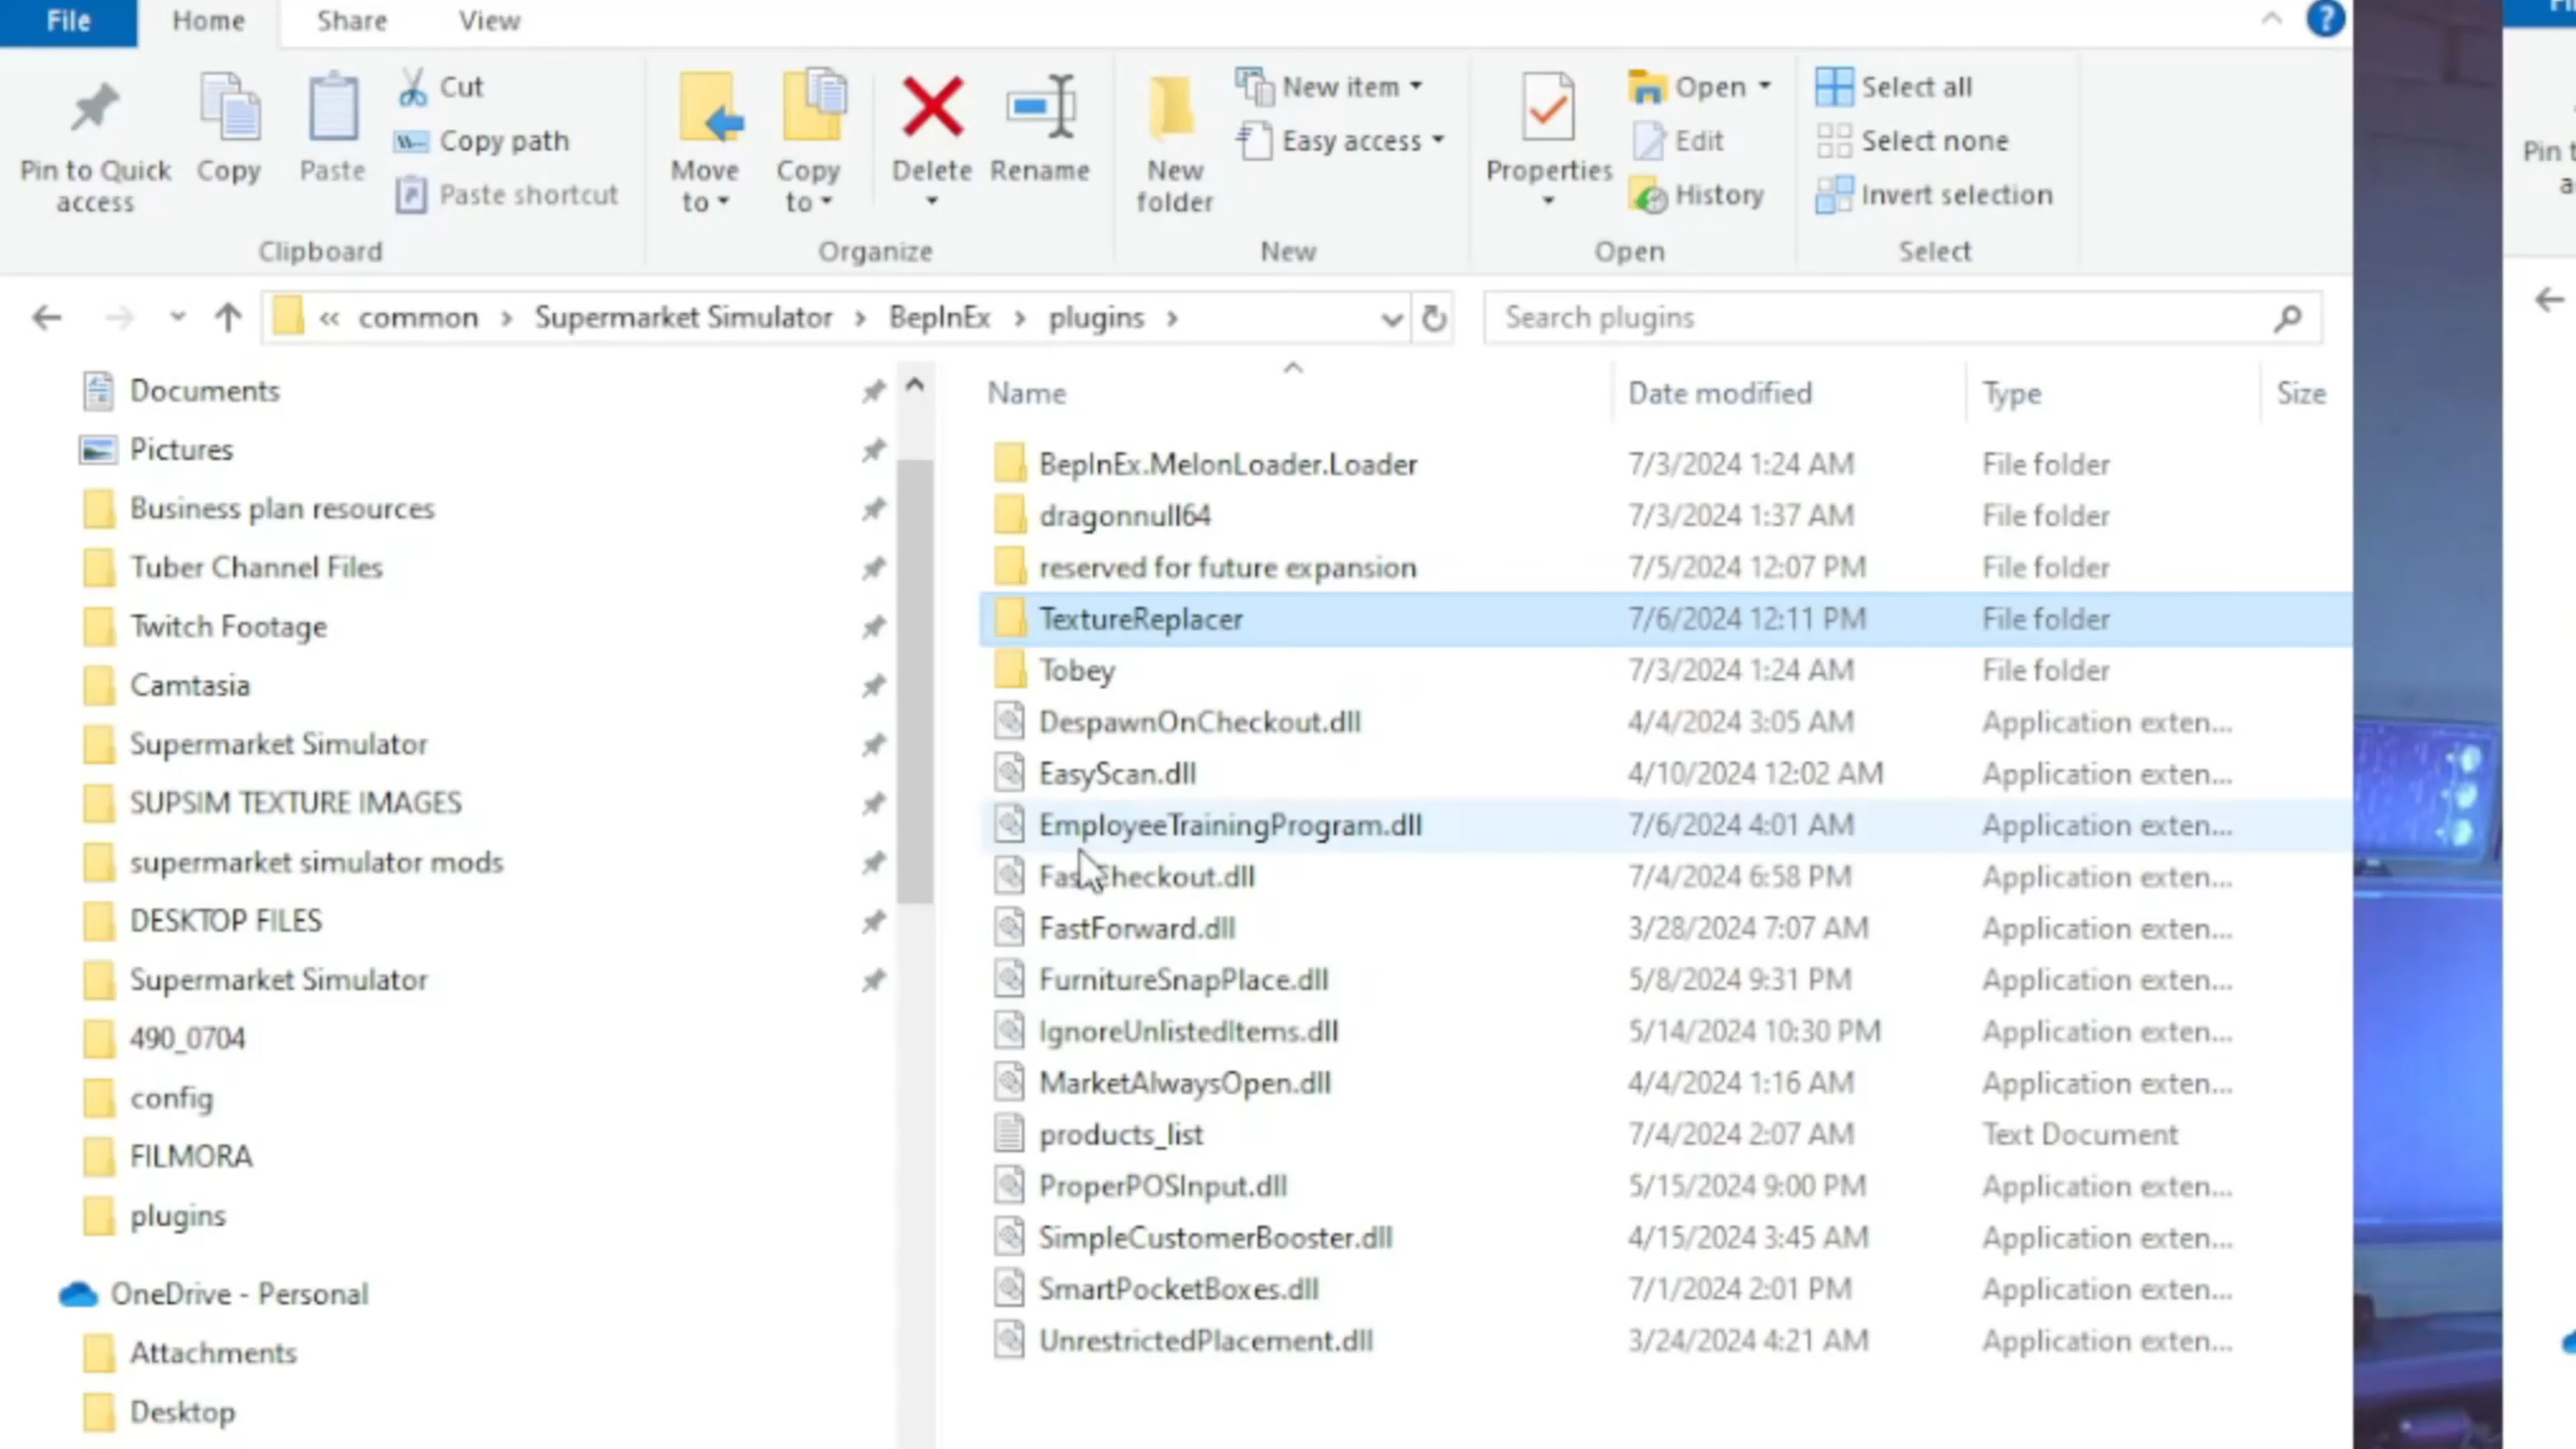 File Home Share View
Pin to Quick access
Copy
Paste
Cut
Copy path
Paste shortcut
Clipboard
Move to
Copy to
Delete
Rename
Organize
New folder
New item
Easy access
New
Properties
Open
Edit
History
Open
Select all
Select none
Invert selection
Select
« common › Supermarket Simulator › BepInEx › plugins ›
Search plugins
Documents
Pictures
Business plan resources
Tuber Channel Files
Twitch Footage
Camtasia
Supermarket Simulator
SUPSIM TEXTURE IMAGES
supermarket simulator mods
DESKTOP FILES
Supermarket Simulator
490_0704
config
FILMORA
plugins
OneDrive - Personal
Attachments
Desktop
Name Date modified Type Size
BepInEx.MelonLoader.Loader 7/3/2024 1:24 AM File folder
dragonnull64 7/3/2024 1:37 AM File folder
reserved for future expansion 7/5/2024 12:07 PM File folder
TextureReplacer 7/6/2024 12:11 PM File folder
Tobey 7/3/2024 1:24 AM File folder
DespawnOnCheckout.dll 4/4/2024 3:05 AM Application exten...
EasyScan.dll 4/10/2024 12:02 AM Application exten...
EmployeeTrainingProgram.dll 7/6/2024 4:01 AM Application exten...
FastCheckout.dll 7/4/2024 6:58 PM Application exten...
FastForward.dll 3/28/2024 7:07 AM Application exten...
FurnitureSnapPlace.dll 5/8/2024 9:31 PM Application exten...
IgnoreUnlistedItems.dll 5/14/2024 10:30 PM Application exten...
MarketAlwaysOpen.dll 4/4/2024 1:16 AM Application exten...
products_list 7/4/2024 2:07 AM Text Document
ProperPOSInput.dll 5/15/2024 9:00 PM Application exten...
SimpleCustomerBooster.dll 4/15/2024 3:45 AM Application exten...
SmartPocketBoxes.dll 7/1/2024 2:01 PM Application exten...
UnrestrictedPlacement.dll 3/24/2024 4:21 AM Application exten...
Pin t